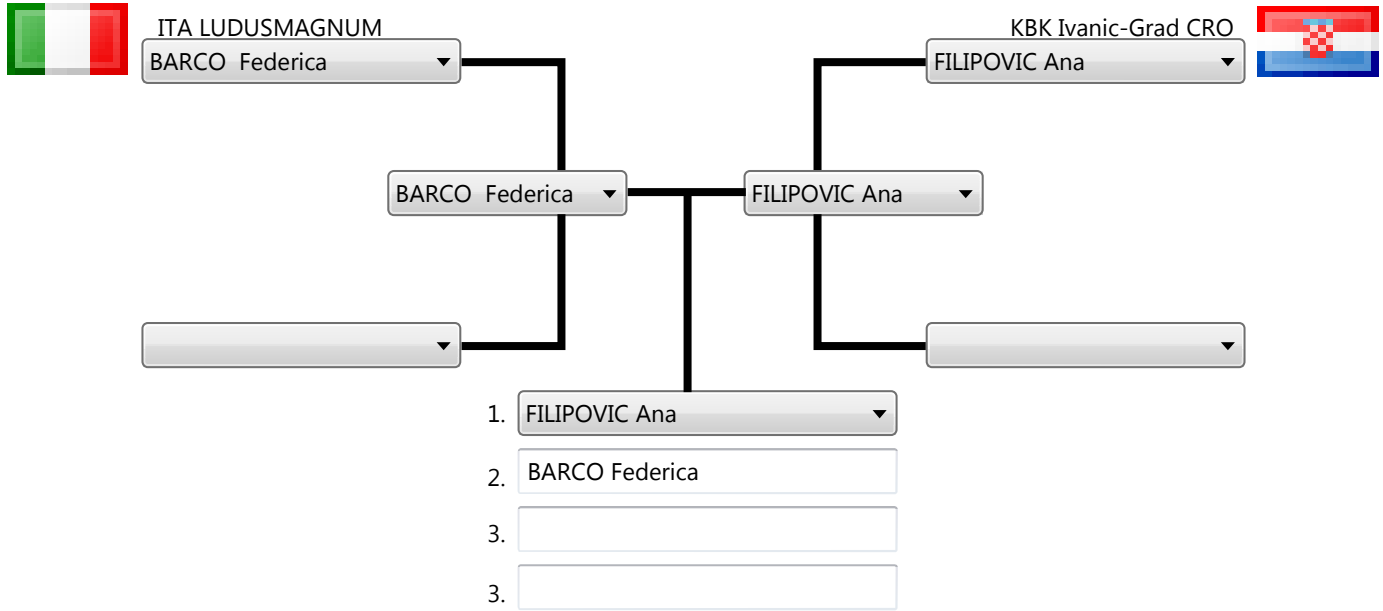 ITA LUDUSMAGNUM
KBK Ivanic-Grad CRO
BARCO  Federica
FILIPOVIC Ana
BARCO  Federica
FILIPOVIC Ana
1. FILIPOVIC Ana
2. BARCO Federica
3.
3.